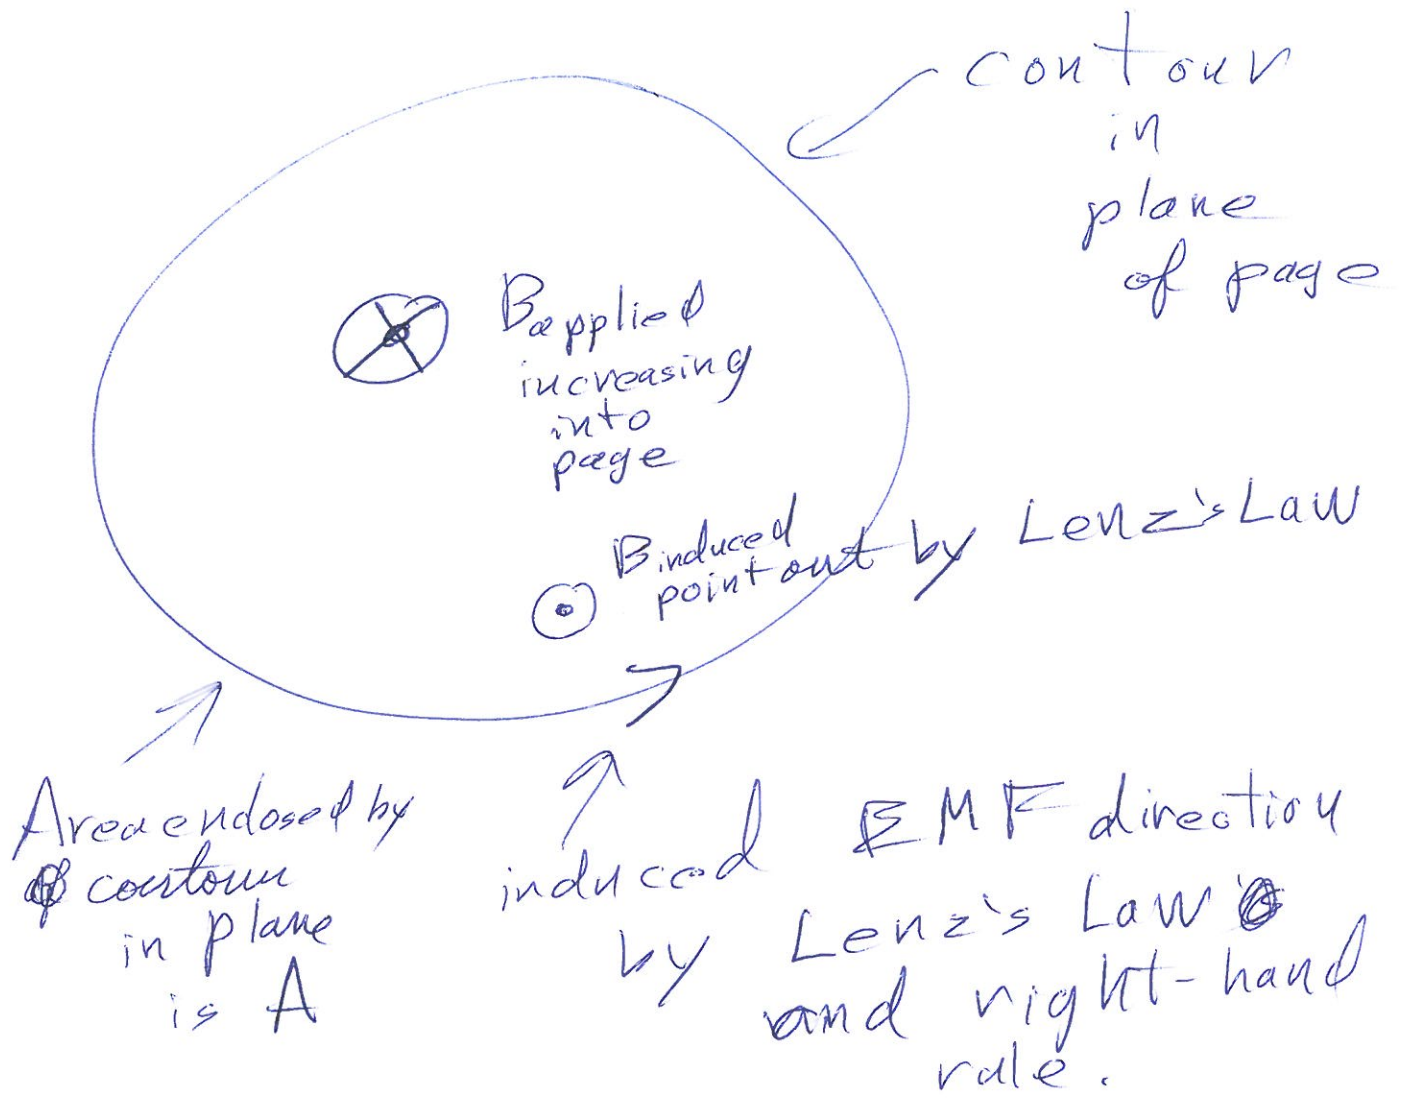 contour
in
plane
of page
Bapplied
increasing
into
page
Binduced
point out by Lenz's Law
Area enclosed by
contour
in plane
is A
induced EMF direction
by Lenz's Law
and right-hand
rule.